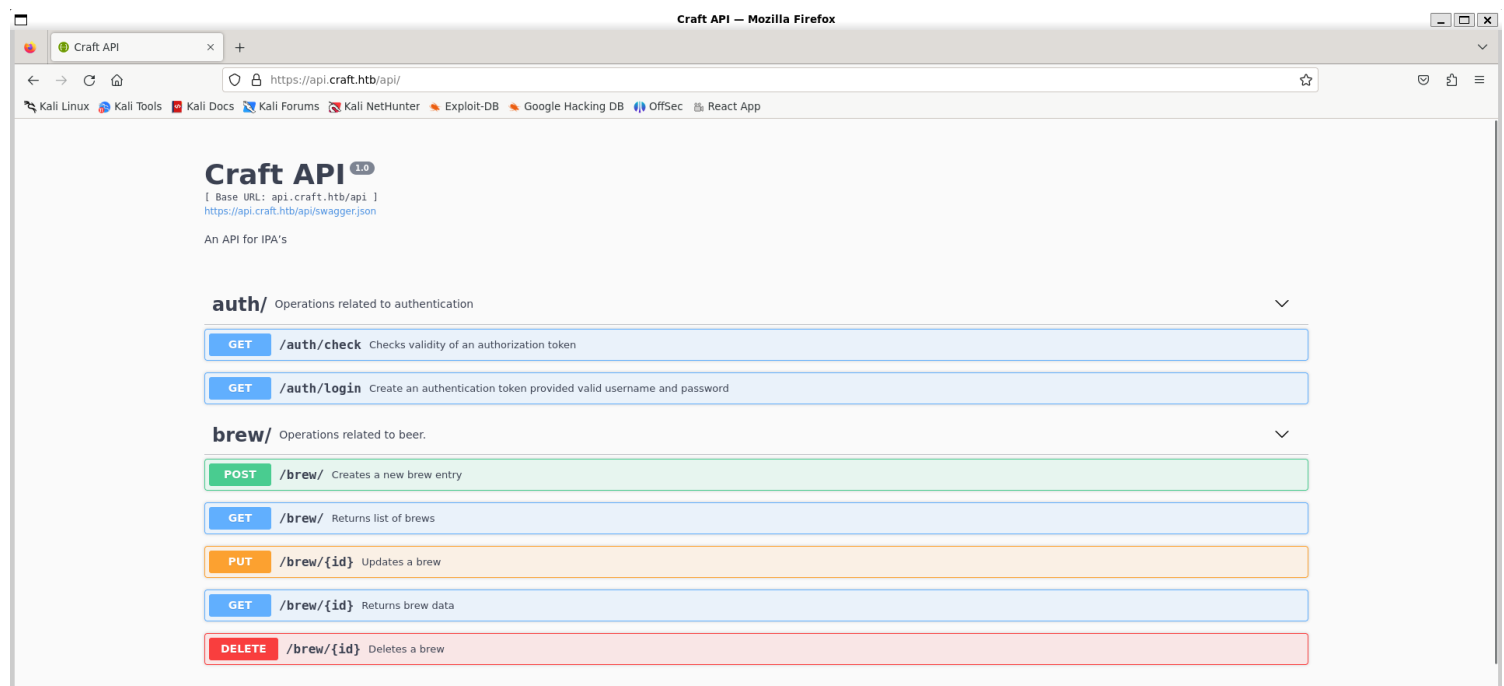 Craft API — Mozilla Firefox
Craft API
https://api.craft.htb/api/
Kali Linux Kali Tools Kali Docs Kali Forums Kali NetHunter Exploit-DB Google Hacking DB OffSec React App
Craft API 1.0
[ Base URL: api.craft.htb/api ]
https://api.craft.htb/api/swagger.json
An API for IPA's
auth/ Operations related to authentication
GET /auth/check Checks validity of an authorization token
GET /auth/login Create an authentication token provided valid username and password
brew/ Operations related to beer.
POST /brew/ Creates a new brew entry
GET /brew/ Returns list of brews
PUT /brew/{id} Updates a brew
GET /brew/{id} Returns brew data
DELETE /brew/{id} Deletes a brew